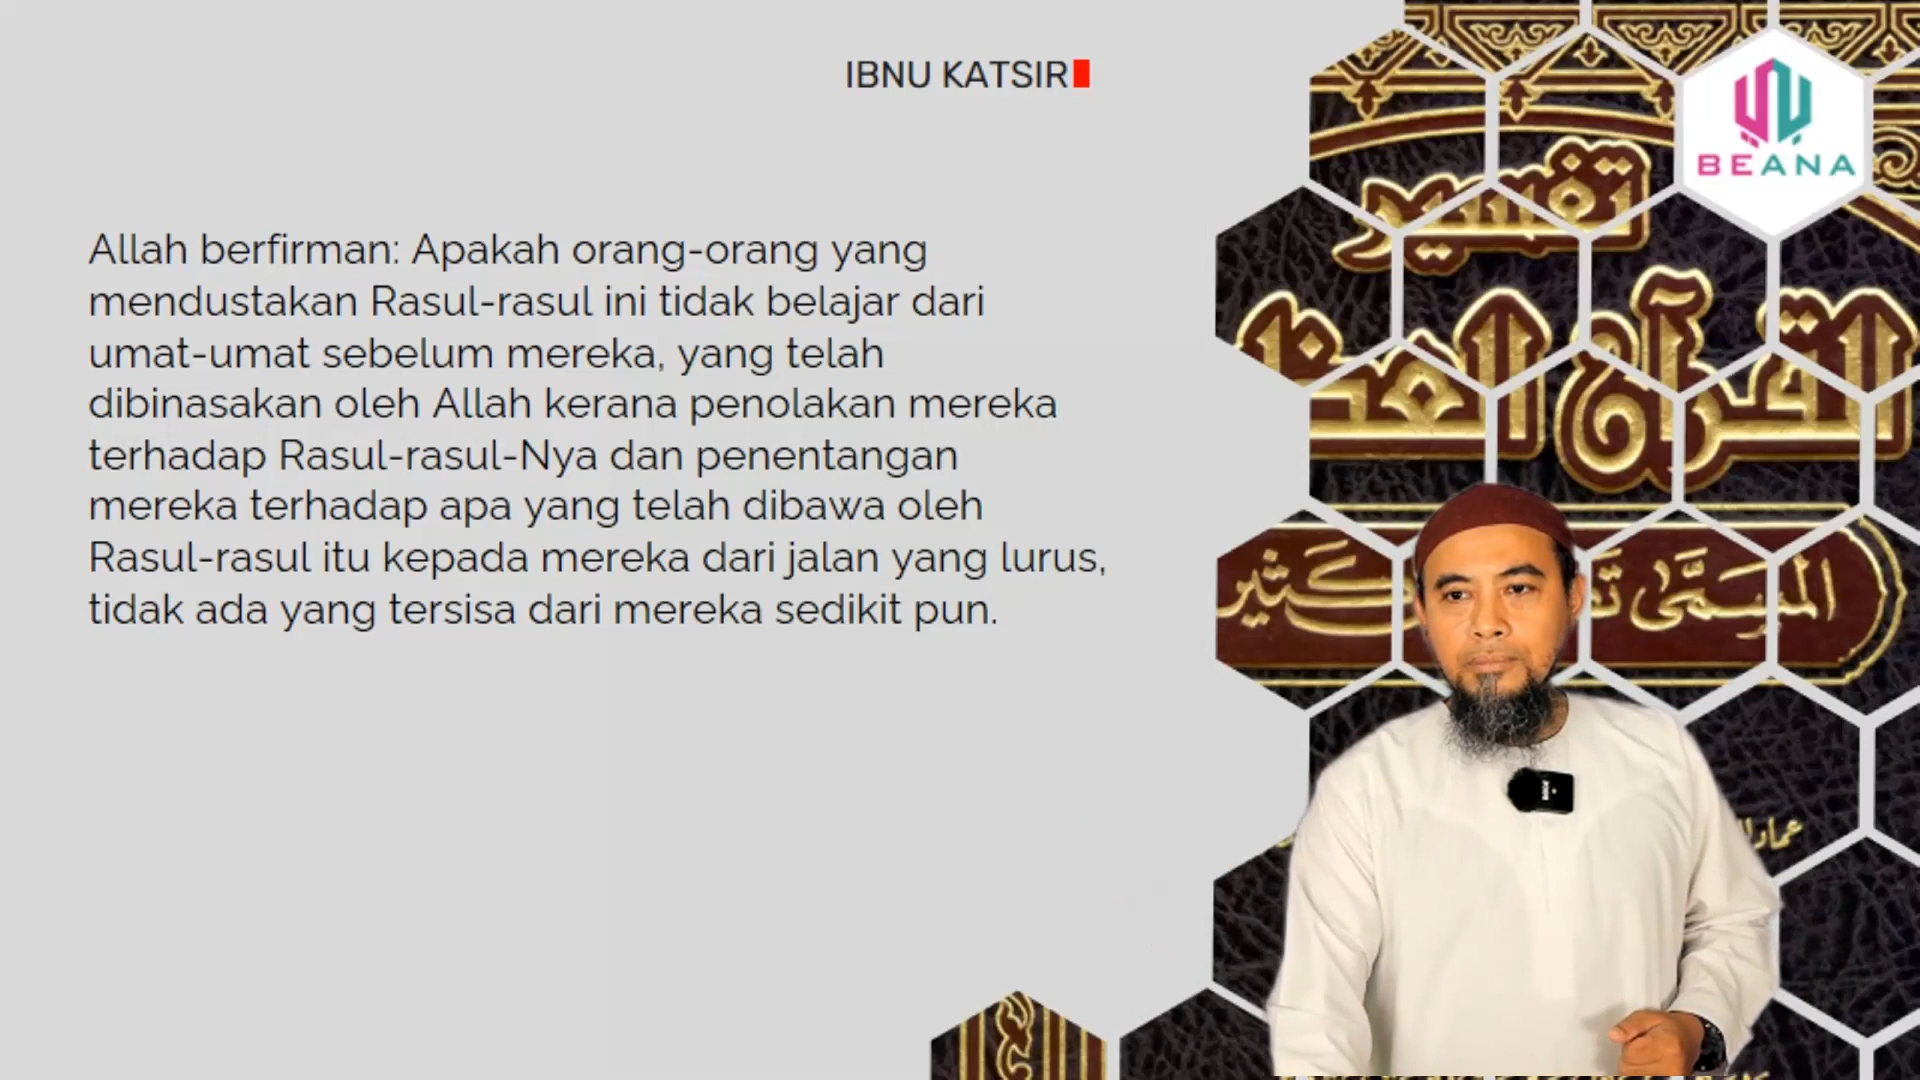 IBNU KATSIR
BEANA
Allah berfirman: Apakah orang-orang yang
mendustakan Rasul-rasul ini tidak belajar dari
umat-umat sebelum mereka, yang telah
dibinasakan oleh Allah kerana penolakan mereka
terhadap Rasul-rasul-Nya dan penentangan
mereka terhadap apa yang telah dibawa oleh
Rasul-rasul itu kepada mereka dari jalan yang lurus,
tidak ada yang tersisa dari mereka sedikit pun.
تفسير
القرآن
المسمى
كثير